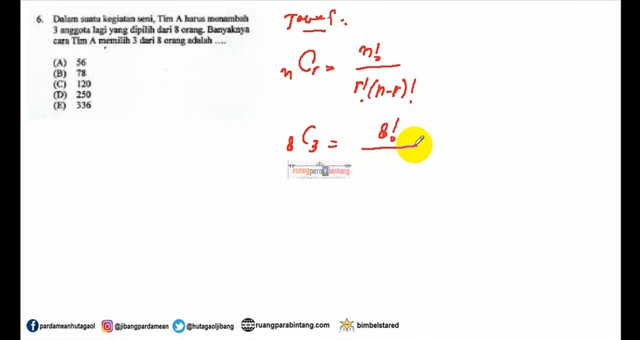 6. Dalam suatu kegiatan seni, Tim A harus menambah
3 anggota lagi yang dipilih dari 8 orang. Banyaknya
cara Tim A memilih 3 dari 8 orang adalah ....
(A) 56
(B) 78
(C) 120
(D) 250
(E) 336
nCr = n! / r!(n-r)!
8C3 = 8!
ruangparabintang
pardameanhutagaol
@jibangpardamean
@hutagaoljibang
www.ruangparabintang.com
bimbelstared